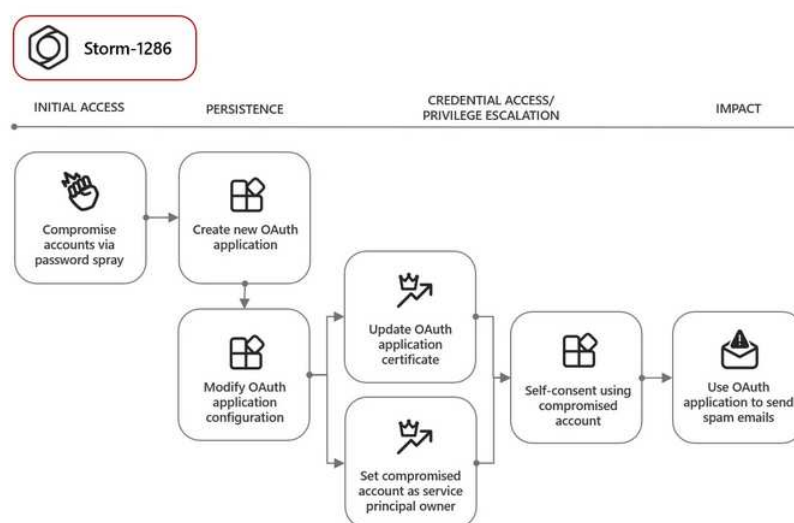 Storm-1286
INITIAL ACCESS
PERSISTENCE
CREDENTIAL ACCESS/
PRIVILEGE ESCALATION
IMPACT
Compromise
accounts via
password spray
Create new OAuth
application
Modify OAuth
application
configuration
Update OAuth
application
certificate
Set compromised
account as service
principal owner
Self-consent using
compromised
account
Use OAuth
application to send
spam emails